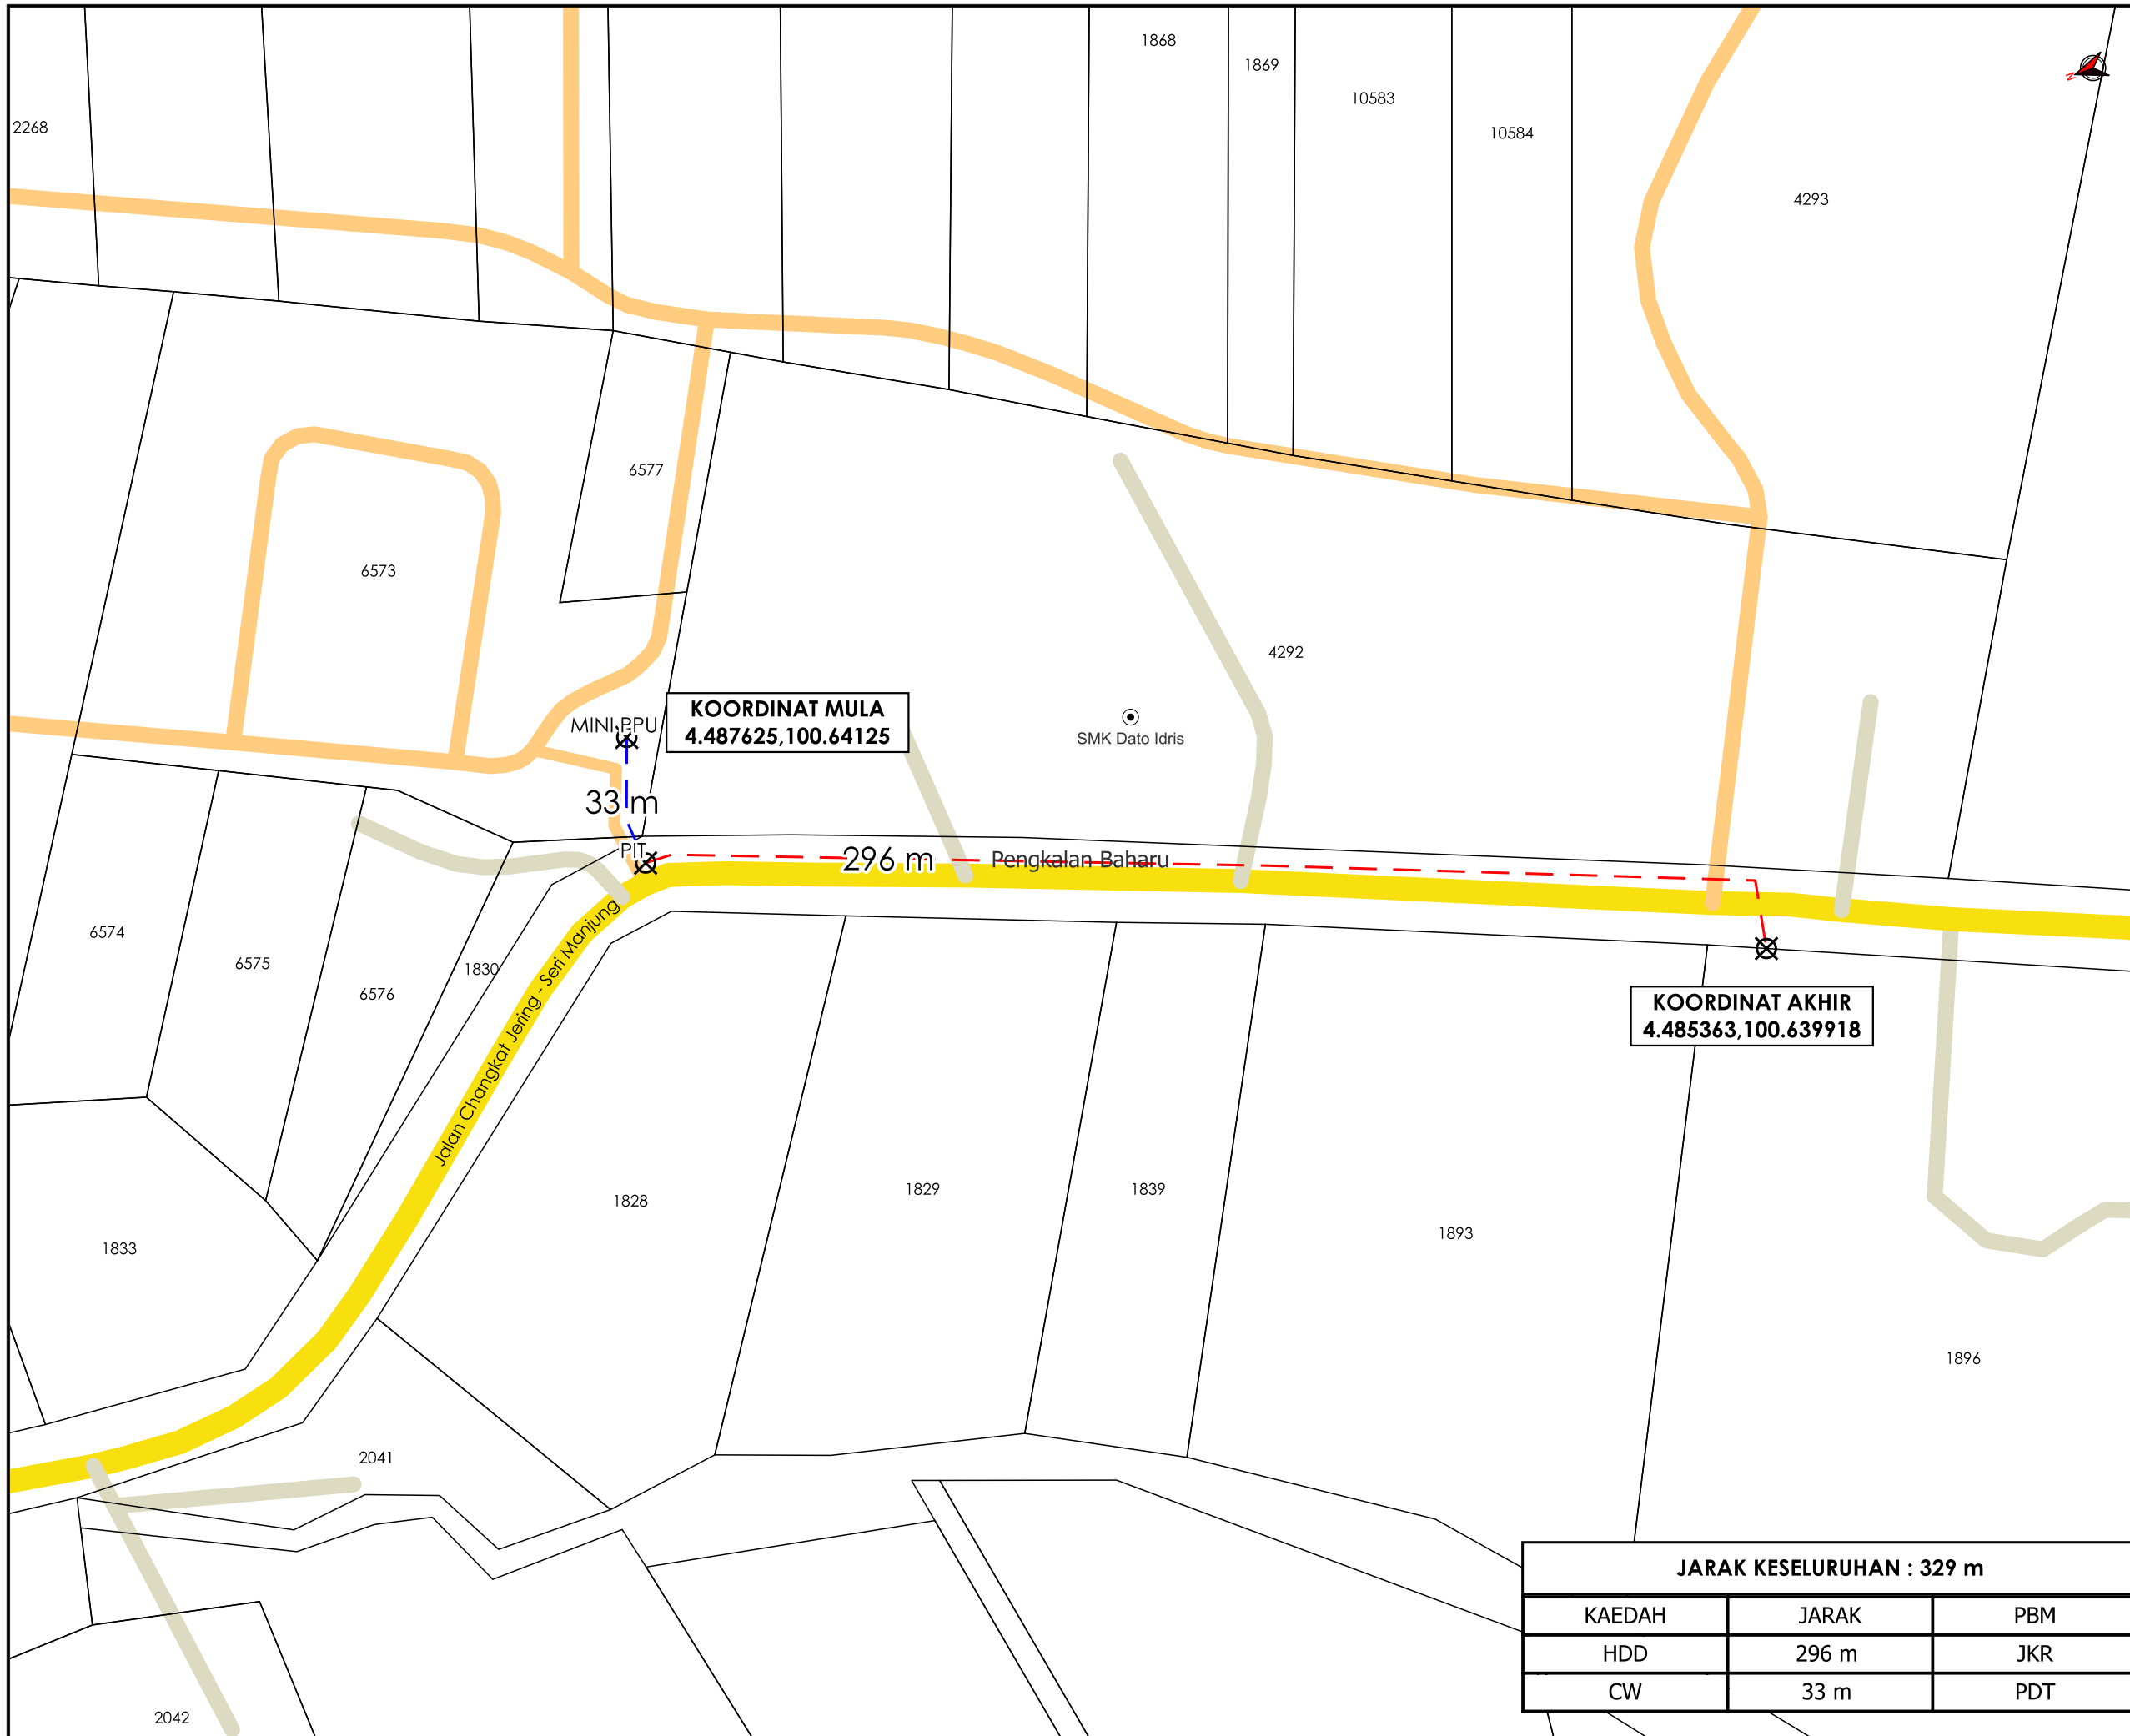 1868
1869
10583
10584
2268
4293
N
6577
6573
4292
KOORDINAT MULA
4.487625,100.64125
MINI PPU
SMK Dato Idris
33 m
PIT
296 m
Pengkalan Baharu
Jalan Changkat Jering - Seri Manjung
6574
6575
6576
1830
KOORDINAT AKHIR
4.485363,100.639918
1828
1829
1839
1893
1833
1896
2041
2042
JARAK KESELURUHAN : 329 m
KAEDAH JARAK PBM
HDD 296 m JKR
CW 33 m PDT